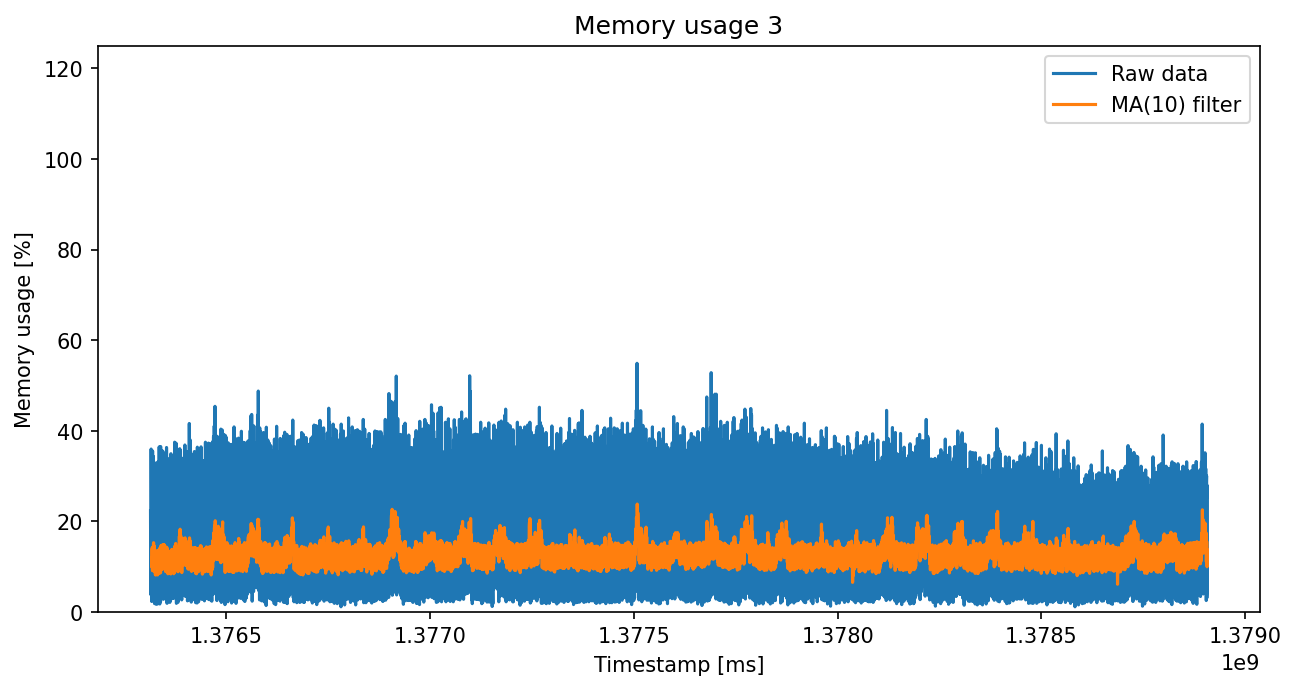 Memory usage 3
Raw data
MA(10) filter
Memory usage [%]
120
100
80
60
40
20
0
1.3765 1.3770 1.3775 1.3780 1.3785 1.3790
1e9
Timestamp [ms]